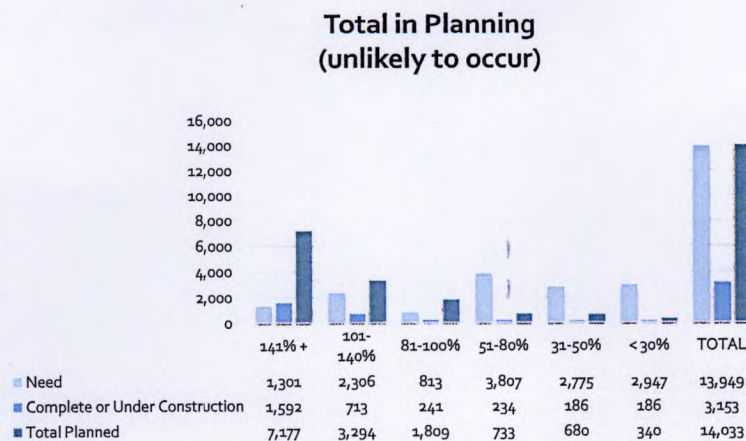 Total in Planning
(unlikely to occur)
16,000
14,000
12,000
10,000
8,000
6,000
4,000
2,000
0
141% + 101-140% 81-100% 51-80% 31-50% <30% TOTAL
Need 1,301 2,306 813 3,807 2,775 2,947 13,949
Complete or Under Construction 1,592 713 241 234 186 186 3,153
Total Planned 7,177 3,294 1,809 733 680 340 14,033